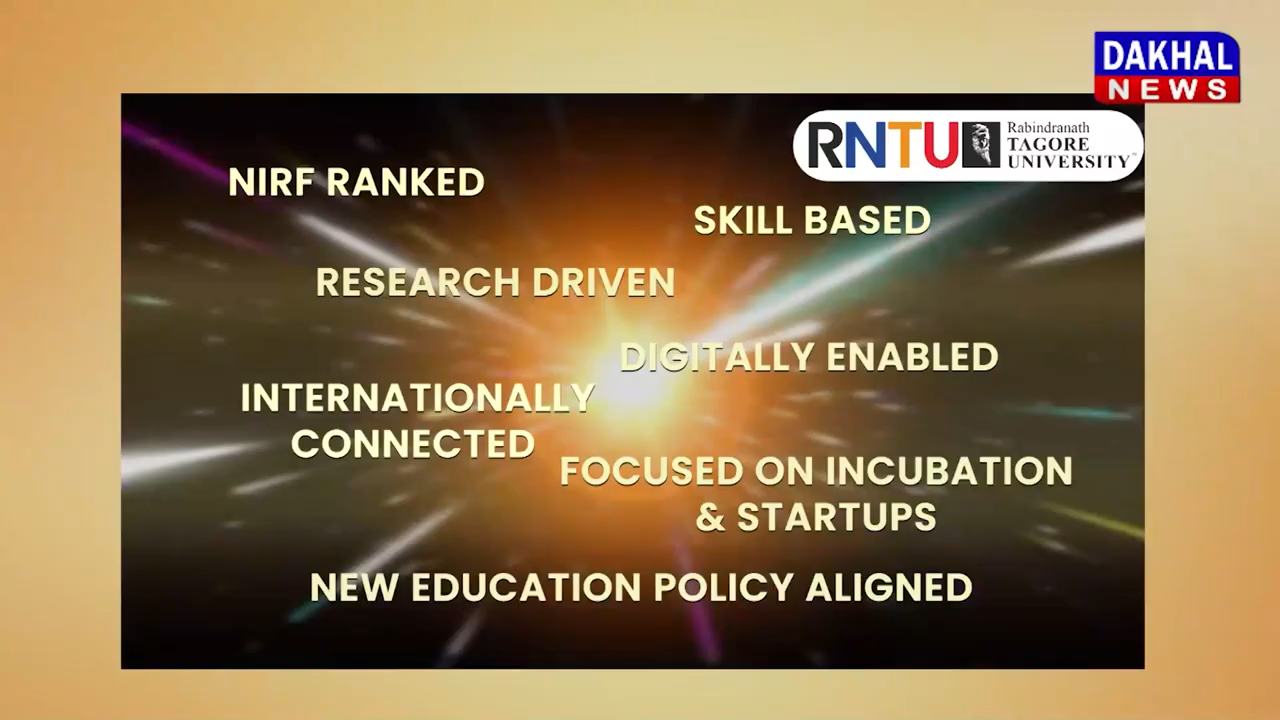 DAKHAL
NEWS
RNTU
Rabindranath
TAGORE
UNIVERSITY
NIRF RANKED
SKILL BASED
RESEARCH DRIVEN
DIGITALLY ENABLED
INTERNATIONALLY
CONNECTED
FOCUSED ON INCUBATION
& STARTUPS
NEW EDUCATION POLICY ALIGNED